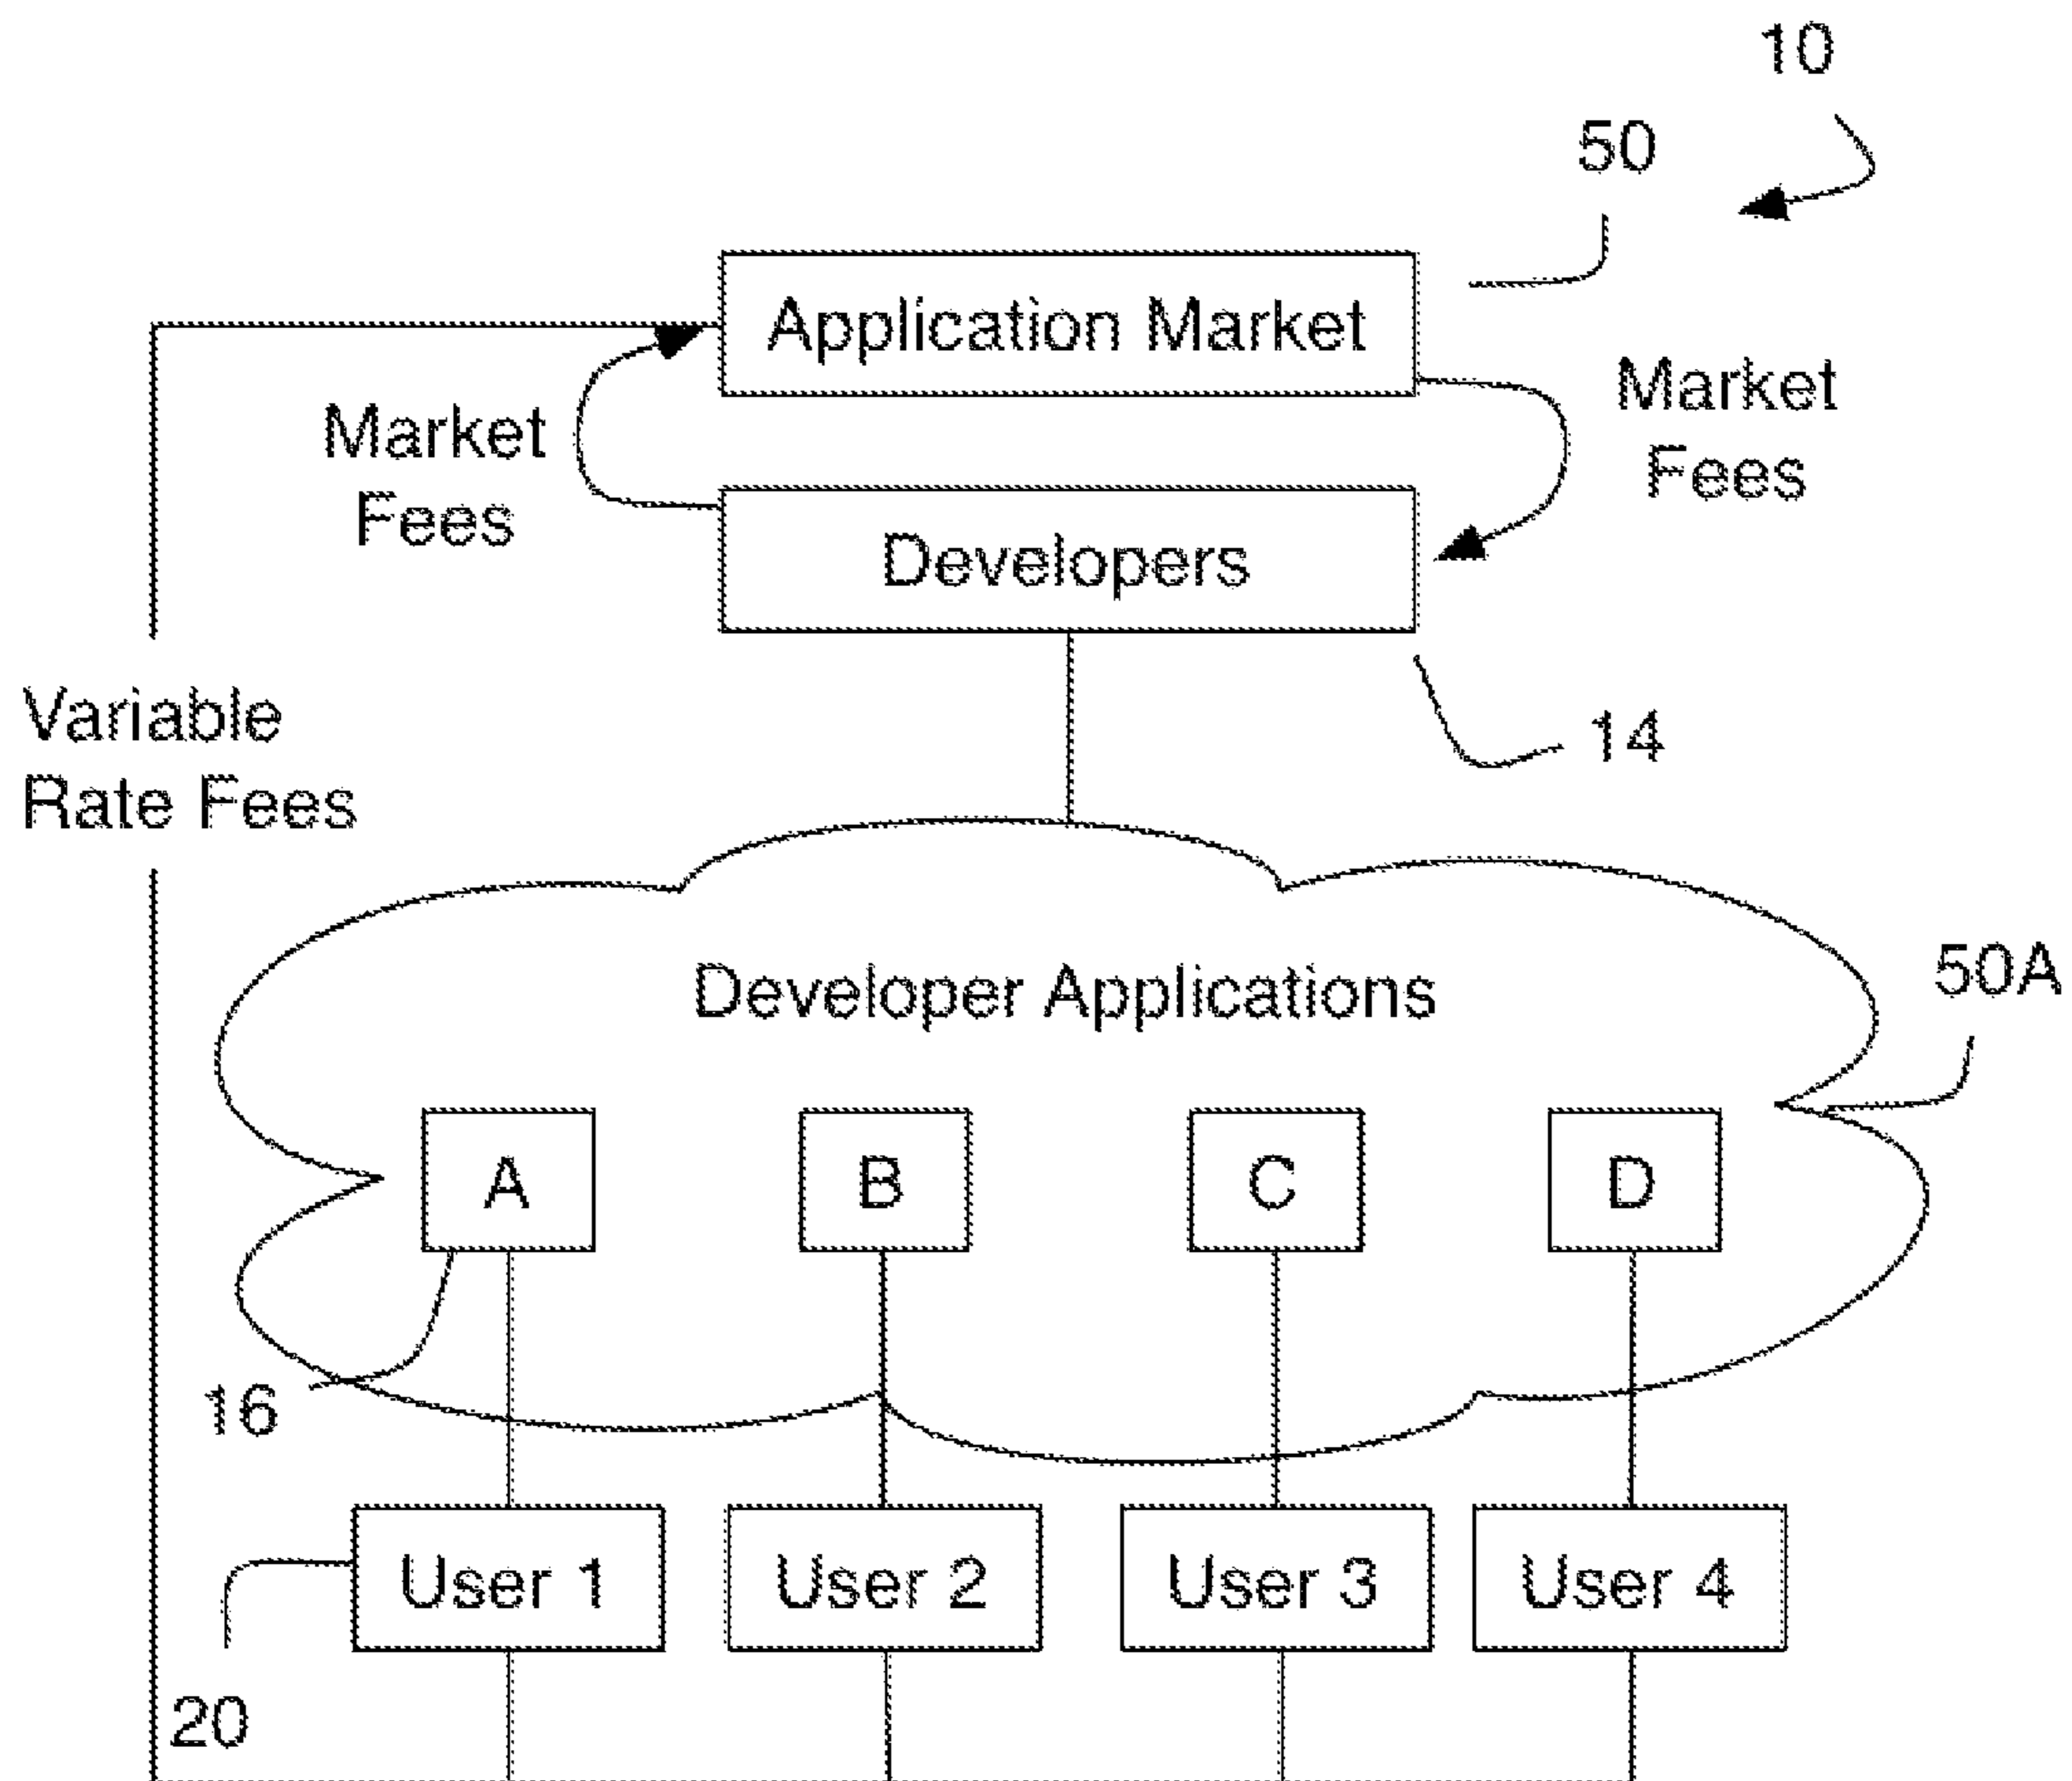 10
50
Application Market
Market
Fees
Market
Fees
Developers
14
Variable
Rate Fees
Developer Applications
50A
A
B
C
D
16
User 1
User 2
User 3
User 4
20